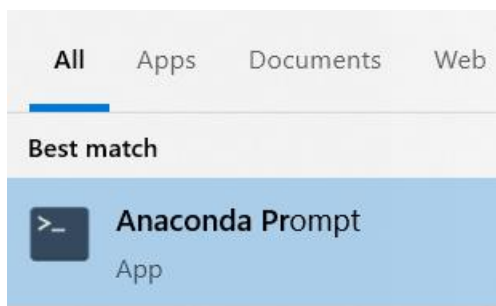 All Apps Documents Web
Best match
>_ Anaconda Prompt
App